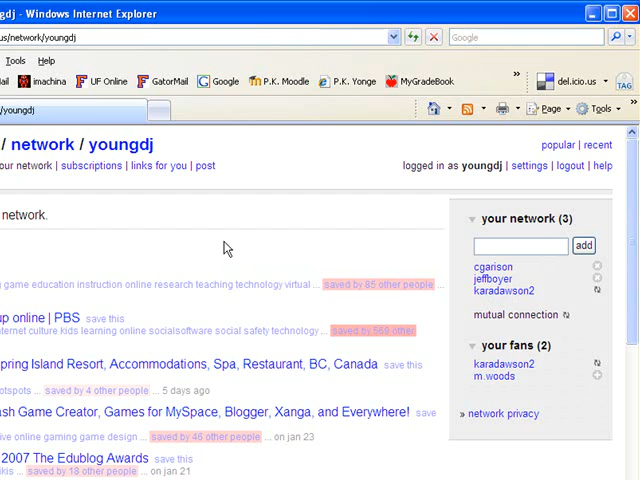 ngdj - Windows Internet Explorer
us/network/youngdj
Google
Tools Help
ail imachina UF Online GatorMail Google P.K. Moodle P.K. Yonge MyGradeBook » del.icio.us TAG
/youngdj Page Tools »
/ network / youngdj popular | recent
our network | subscriptions | links for you | post logged in as youngdj | settings | logout | help
network.
your network (3)
add
cgarison
jeffboyer
karadawson2
mutual connection
your fans (2)
karadawson2
m.woods
» network privacy
g game education instruction online research teaching technology virtual ... saved by 85 other people ...
up online | PBS save this
nternet culture kids learning online socialsoftware social safety technology ... saved by 569 other
pring Island Resort, Accommodations, Spa, Restaurant, BC, Canada save this
otspots ... saved by 4 other people ... 5 days ago
ash Game Creator, Games for MySpace, Blogger, Xanga, and Everywhere! save
ive online gaming game design ... saved by 46 other people ... on jan 23
2007 The Edublog Awards save this
ikis ... saved by 18 other people ... on jan 21